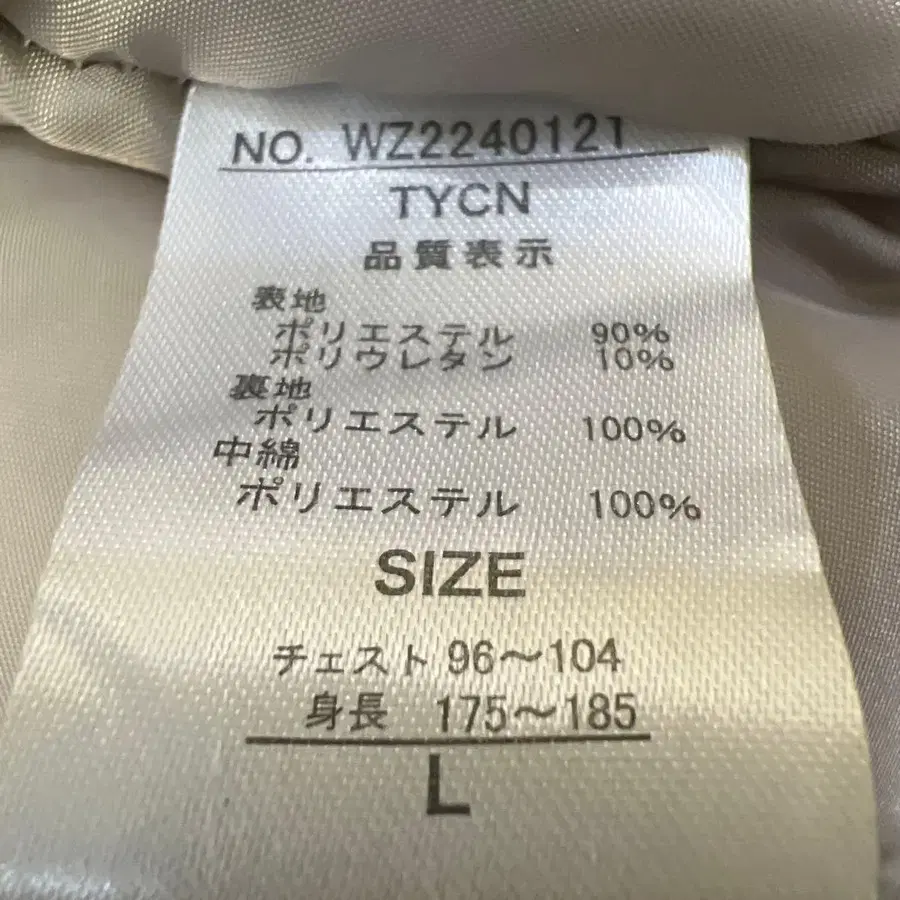 NO. WZ2240121
TYCN
品質表示
表地
ポリエステル 90%
ポリウレタン 10%
裏地
ポリエステル 100%
中綿
ポリエステル 100%
SIZE
チェスト 96～104
身長 175～185
L